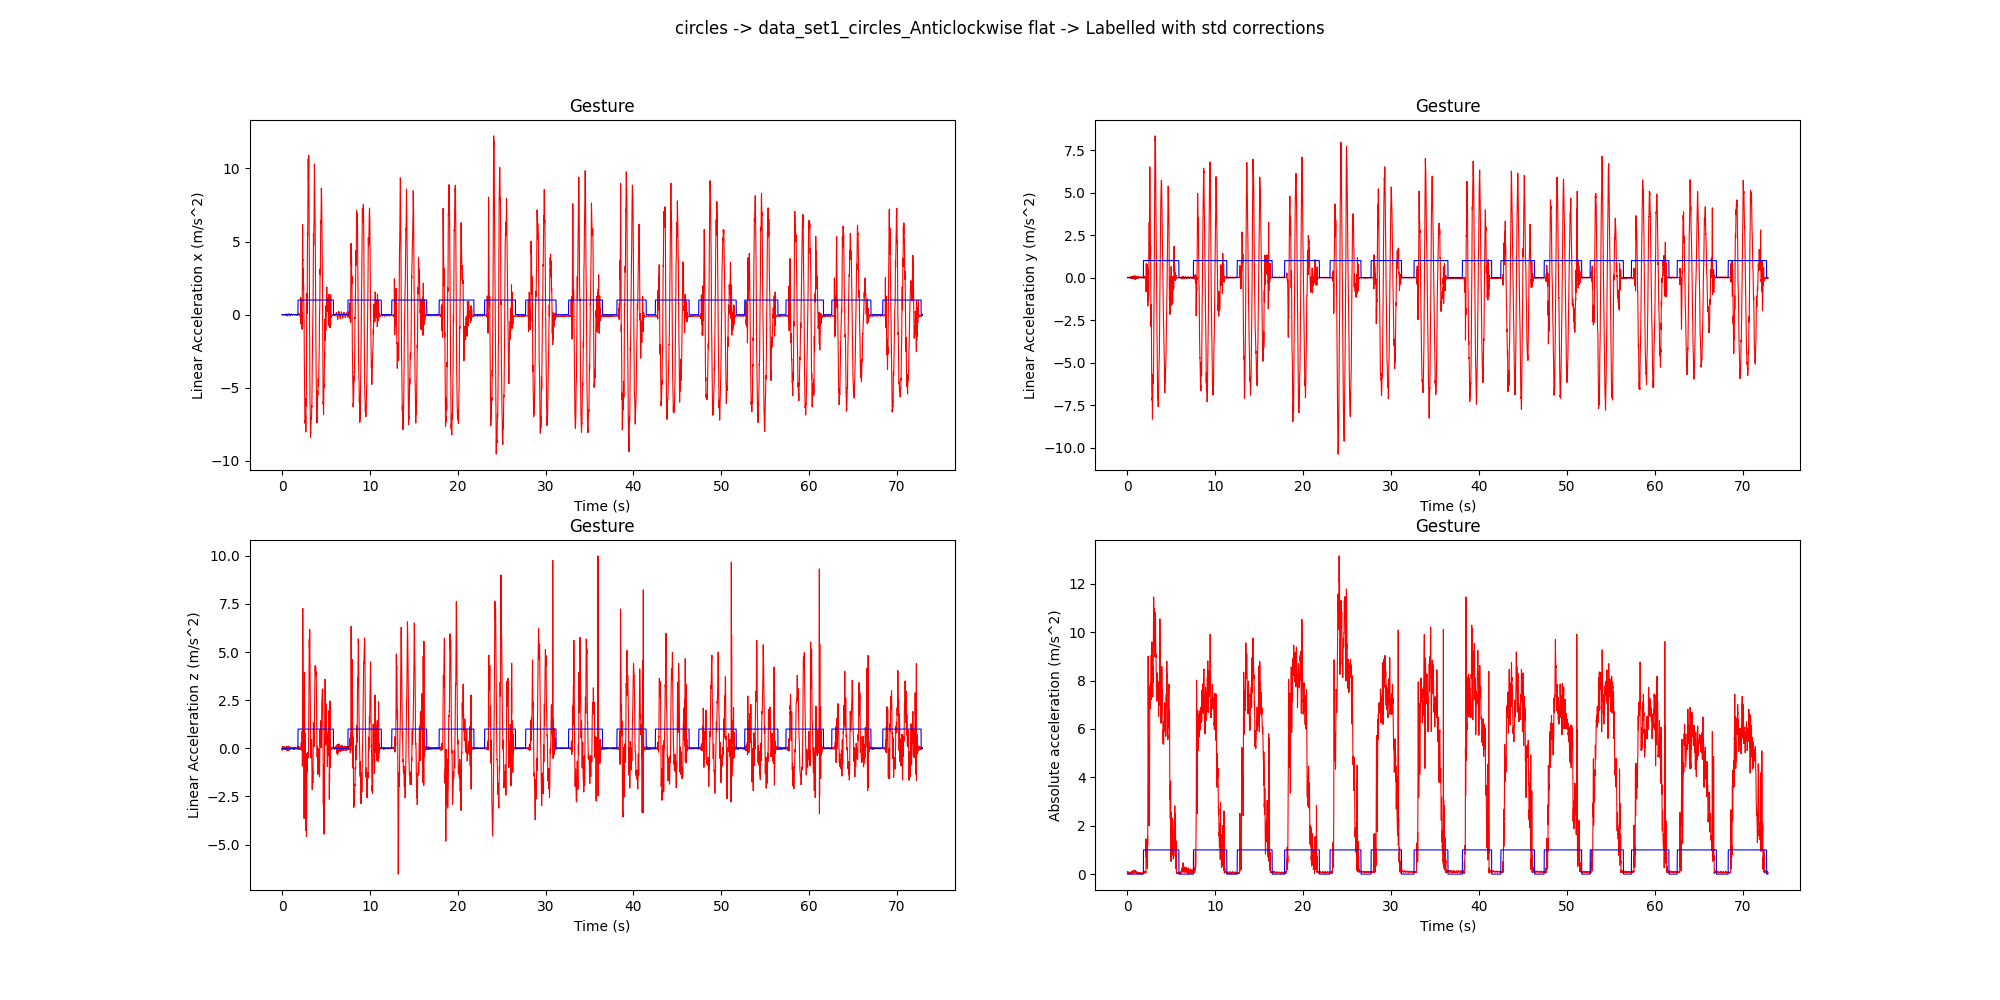 circles -> data_set1_circles_Anticlockwise flat -> Labelled with std corrections
Gesture
Linear Acceleration x (m/s^2)
10
5
0
−5
−10
0 10 20 30 40 50 60 70
Time (s)
Gesture
Linear Acceleration y (m/s^2)
7.5
5.0
2.5
0.0
−2.5
−5.0
−7.5
−10.0
0 10 20 30 40 50 60 70
Time (s)
Gesture
Linear Acceleration z (m/s^2)
10.0
7.5
5.0
2.5
0.0
−2.5
−5.0
0 10 20 30 40 50 60 70
Time (s)
Gesture
Absolute acceleration (m/s^2)
12
10
8
6
4
2
0
0 10 20 30 40 50 60 70
Time (s)